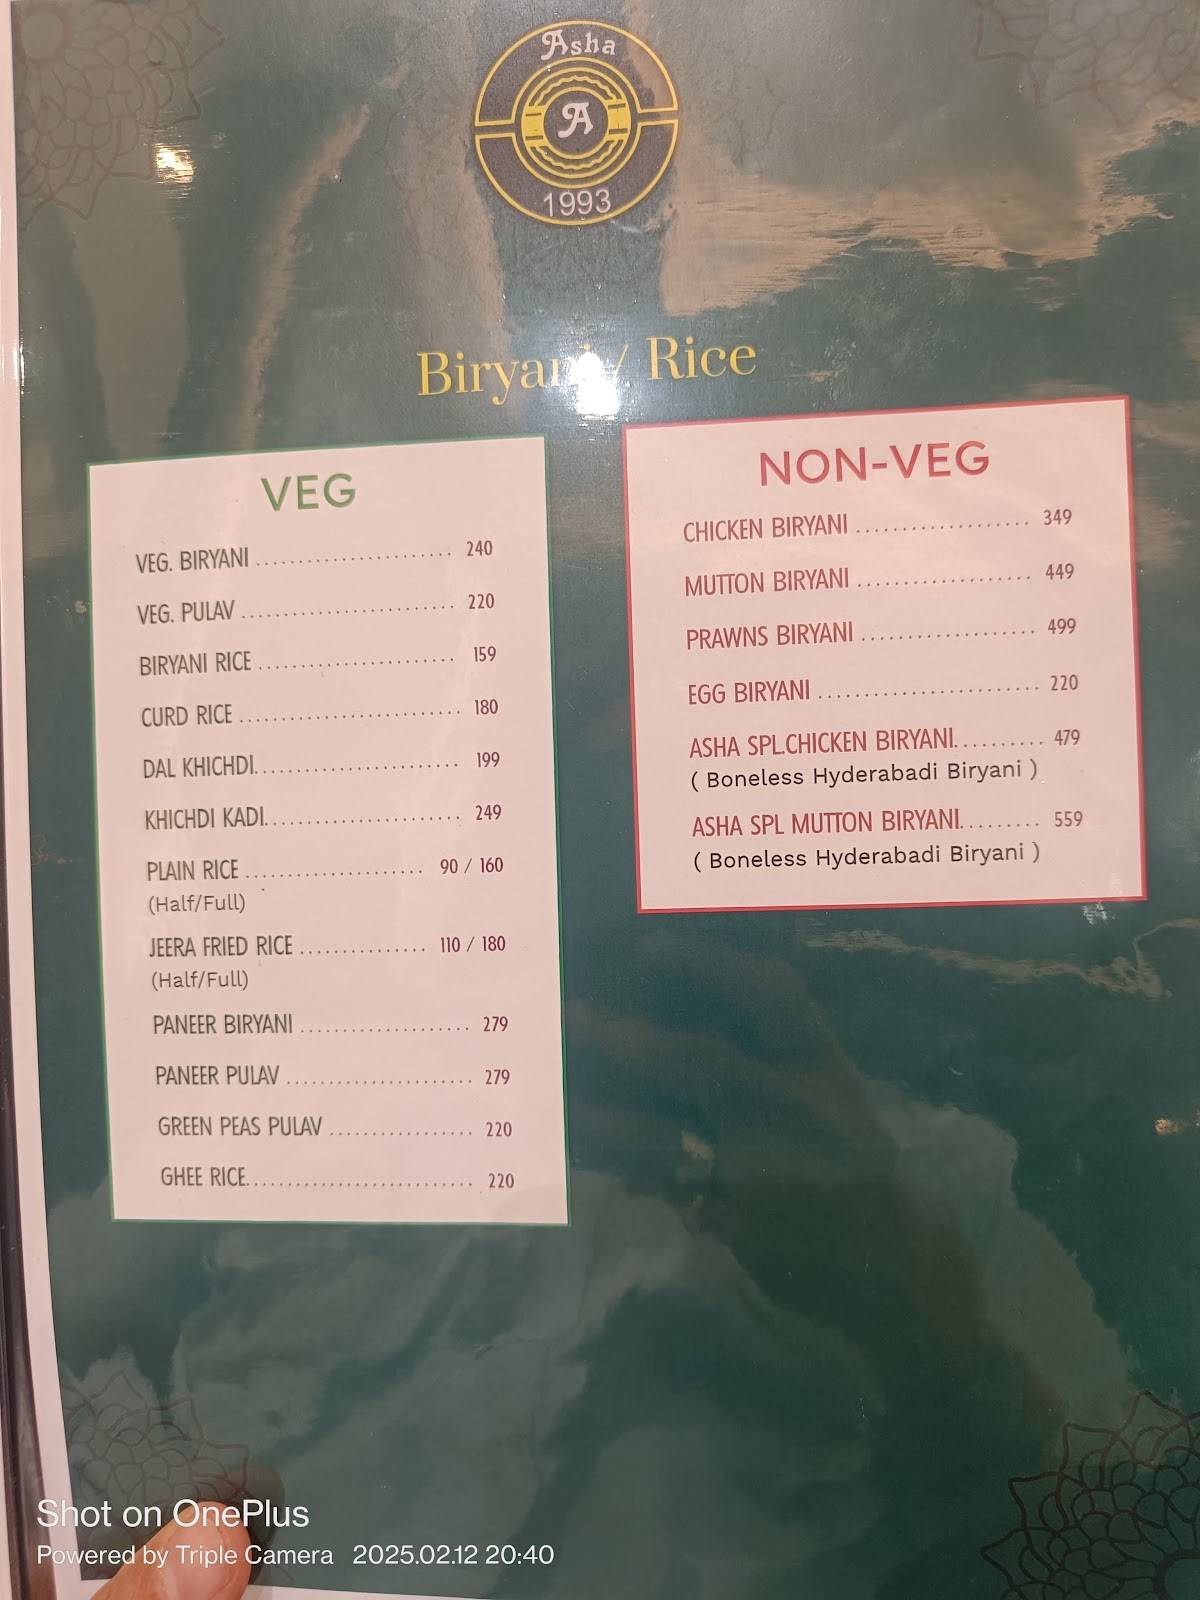 Asha
A
1993
Biryani / Rice
VEG
VEG. BIRYANI .................... 240
VEG. PULAV .................... 220
BIRYANI RICE .................... 159
CURD RICE .................... 180
DAL KHICHDI.................... 199
KHICHDI KADI.................... 249
PLAIN RICE .................... 90 / 160
(Half/Full)
JEERA FRIED RICE .............. 110 / 180
(Half/Full)
PANEER BIRYANI .................. 279
PANEER PULAV .................... 279
GREEN PEAS PULAV ................ 220
GHEE RICE......................... 220
NON-VEG
CHICKEN BIRYANI ................... 349
MUTTON BIRYANI ................... 449
PRAWNS BIRYANI ................... 499
EGG BIRYANI ........................ 220
ASHA SPL.CHICKEN BIRYANI.......... 479
( Boneless Hyderabadi Biryani )
ASHA SPL MUTTON BIRYANI......... 559
( Boneless Hyderabadi Biryani )
Shot on OnePlus
Powered by Triple Camera 2025.02.12 20:40